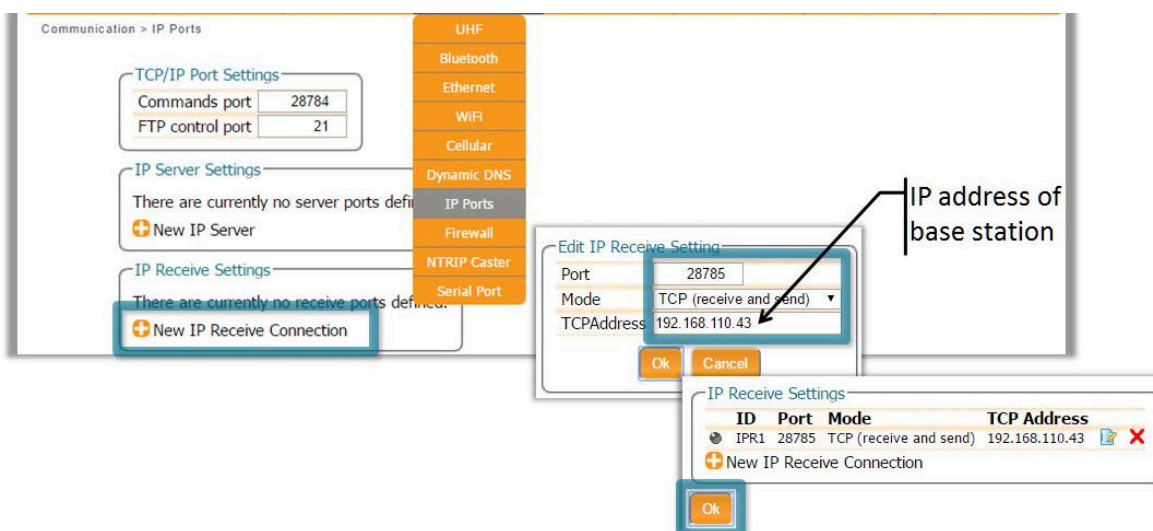 Communication > IP Ports
UHF
Bluetooth
Ethernet
WiFi
Cellular
Dynamic DNS
IP Ports
Firewall
NTRIP Caster
Serial Port
TCP/IP Port Settings
Commands port 28784
FTP control port 21
IP Server Settings
There are currently no server ports defi
New IP Server
IP Receive Settings
There are currently no receive ports defined.
New IP Receive Connection
IP address of
base station
Edit IP Receive Setting
Port 28785
Mode TCP (receive and send)
TCPAddress 192.168.110.43
Ok Cancel
IP Receive Settings
ID Port Mode TCP Address
IPR1 28785 TCP (receive and send) 192.168.110.43
New IP Receive Connection
Ok